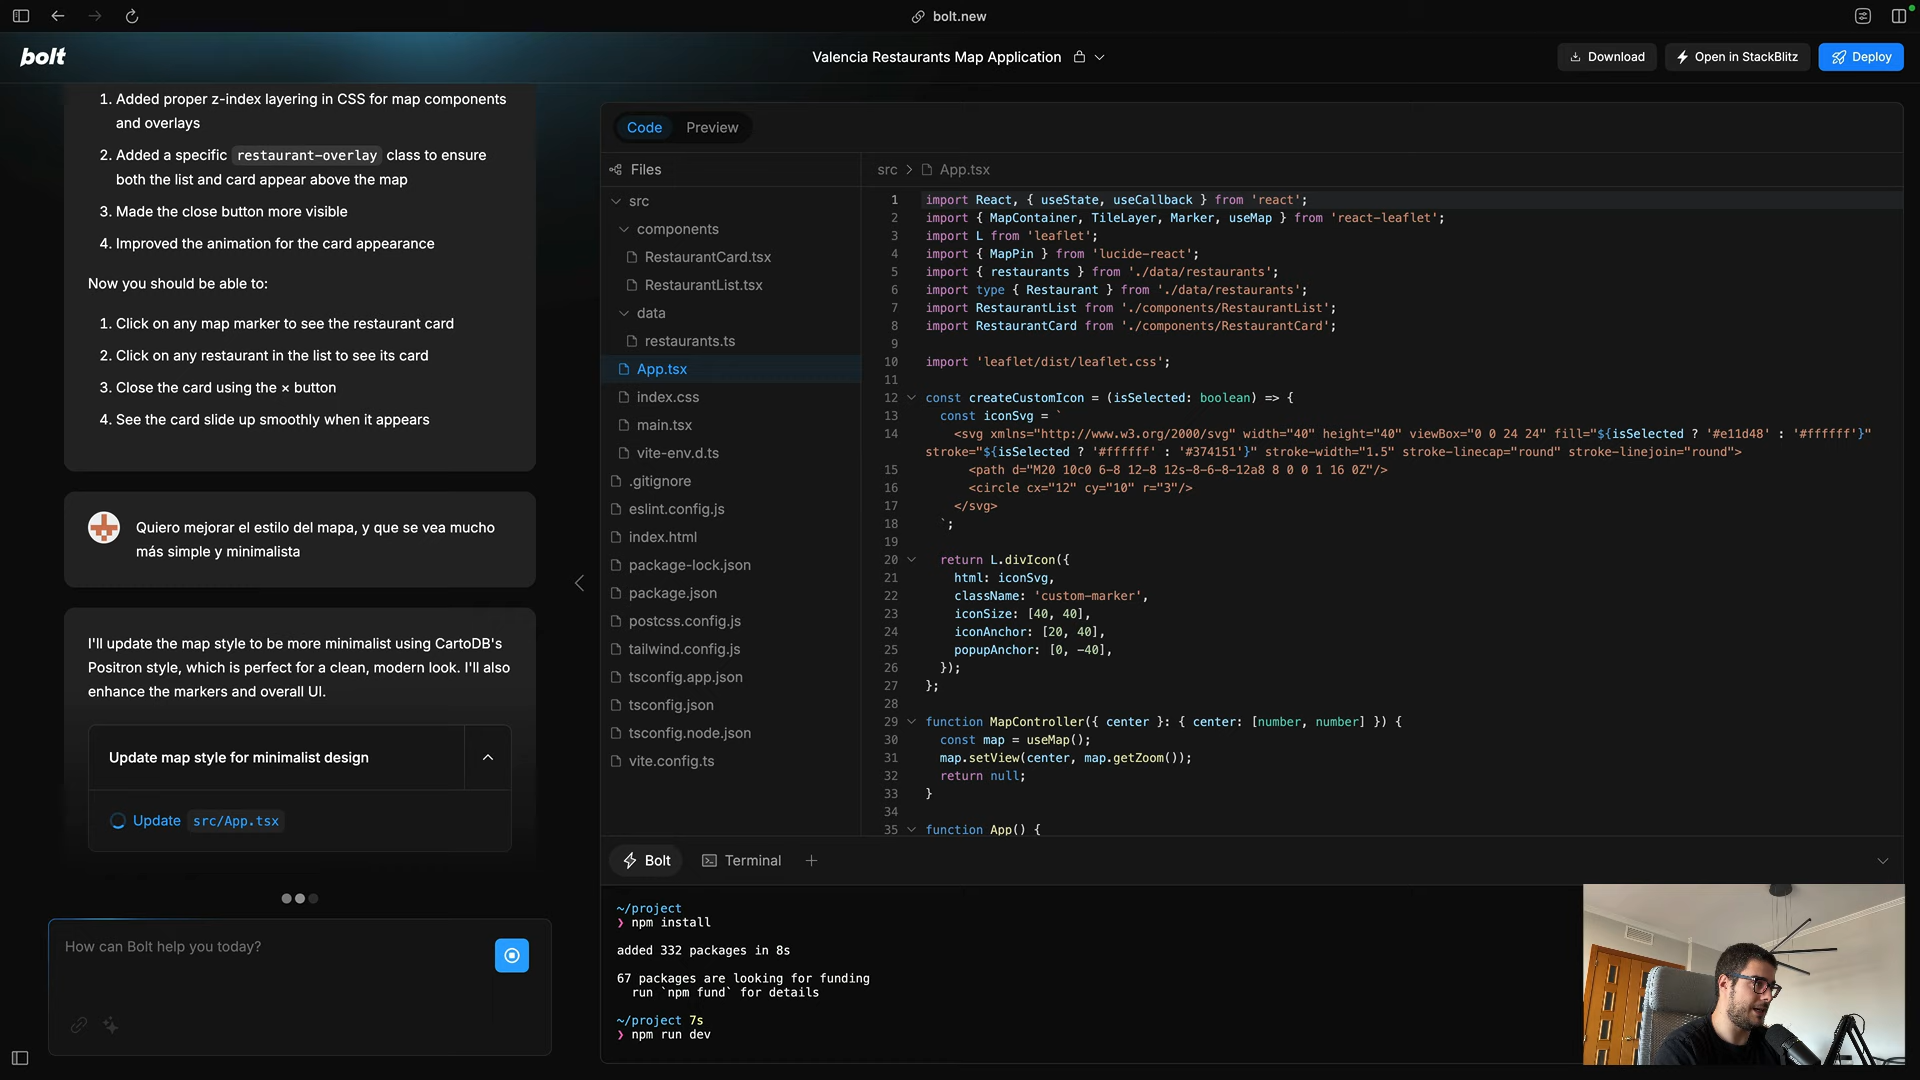 bolt.new
bolt
Valencia Restaurants Map Application
Download
Open in StackBlitz
Deploy
1. Added proper z-index layering in CSS for map components
and overlays
2. Added a specific restaurant-overlay class to ensure
both the list and card appear above the map
3. Made the close button more visible
4. Improved the animation for the card appearance
Now you should be able to:
1. Click on any map marker to see the restaurant card
2. Click on any restaurant in the list to see its card
3. Close the card using the × button
4. See the card slide up smoothly when it appears
Quiero mejorar el estilo del mapa, y que se vea mucho
más simple y minimalista
I'll update the map style to be more minimalist using CartoDB's
Positron style, which is perfect for a clean, modern look. I'll also
enhance the markers and overall UI.
Update map style for minimalist design
Update src/App.tsx
How can Bolt help you today?
Code
Preview
Files
src
components
RestaurantCard.tsx
RestaurantList.tsx
data
restaurants.ts
App.tsx
index.css
main.tsx
vite-env.d.ts
.gitignore
eslint.config.js
index.html
package-lock.json
package.json
postcss.config.js
tailwind.config.js
tsconfig.app.json
tsconfig.json
tsconfig.node.json
vite.config.ts
src > App.tsx
1 import React, { useState, useCallback } from 'react';
2 import { MapContainer, TileLayer, Marker, useMap } from 'react-leaflet';
3 import L from 'leaflet';
4 import { MapPin } from 'lucide-react';
5 import { restaurants } from './data/restaurants';
6 import type { Restaurant } from './data/restaurants';
7 import RestaurantList from './components/RestaurantList';
8 import RestaurantCard from './components/RestaurantCard';
9
10 import 'leaflet/dist/leaflet.css';
11
12 const createCustomIcon = (isSelected: boolean) => {
13 const iconSvg = `
14 <svg xmlns="http://www.w3.org/2000/svg" width="40" height="40" viewBox="0 0 24 24" fill="${isSelected ? '#e11d48' : '#ffffff'}"
stroke="${isSelected ? '#ffffff' : '#374151'}" stroke-width="1.5" stroke-linecap="round" stroke-linejoin="round">
15 <path d="M20 10c0 6-8 12-8 12s-8-6-8-12a8 8 0 0 1 16 0Z"/>
16 <circle cx="12" cy="10" r="3"/>
17 </svg>
18 `;
19
20 return L.divIcon({
21 html: iconSvg,
22 className: 'custom-marker',
23 iconSize: [40, 40],
24 iconAnchor: [20, 40],
25 popupAnchor: [0, -40],
26 });
27 };
28
29 function MapController({ center }: { center: [number, number] }) {
30 const map = useMap();
31 map.setView(center, map.getZoom());
32 return null;
33 }
34
35 function App() {
Bolt
Terminal
~/project
❯ npm install
added 332 packages in 8s
67 packages are looking for funding
run `npm fund` for details
~/project 7s
❯ npm run dev